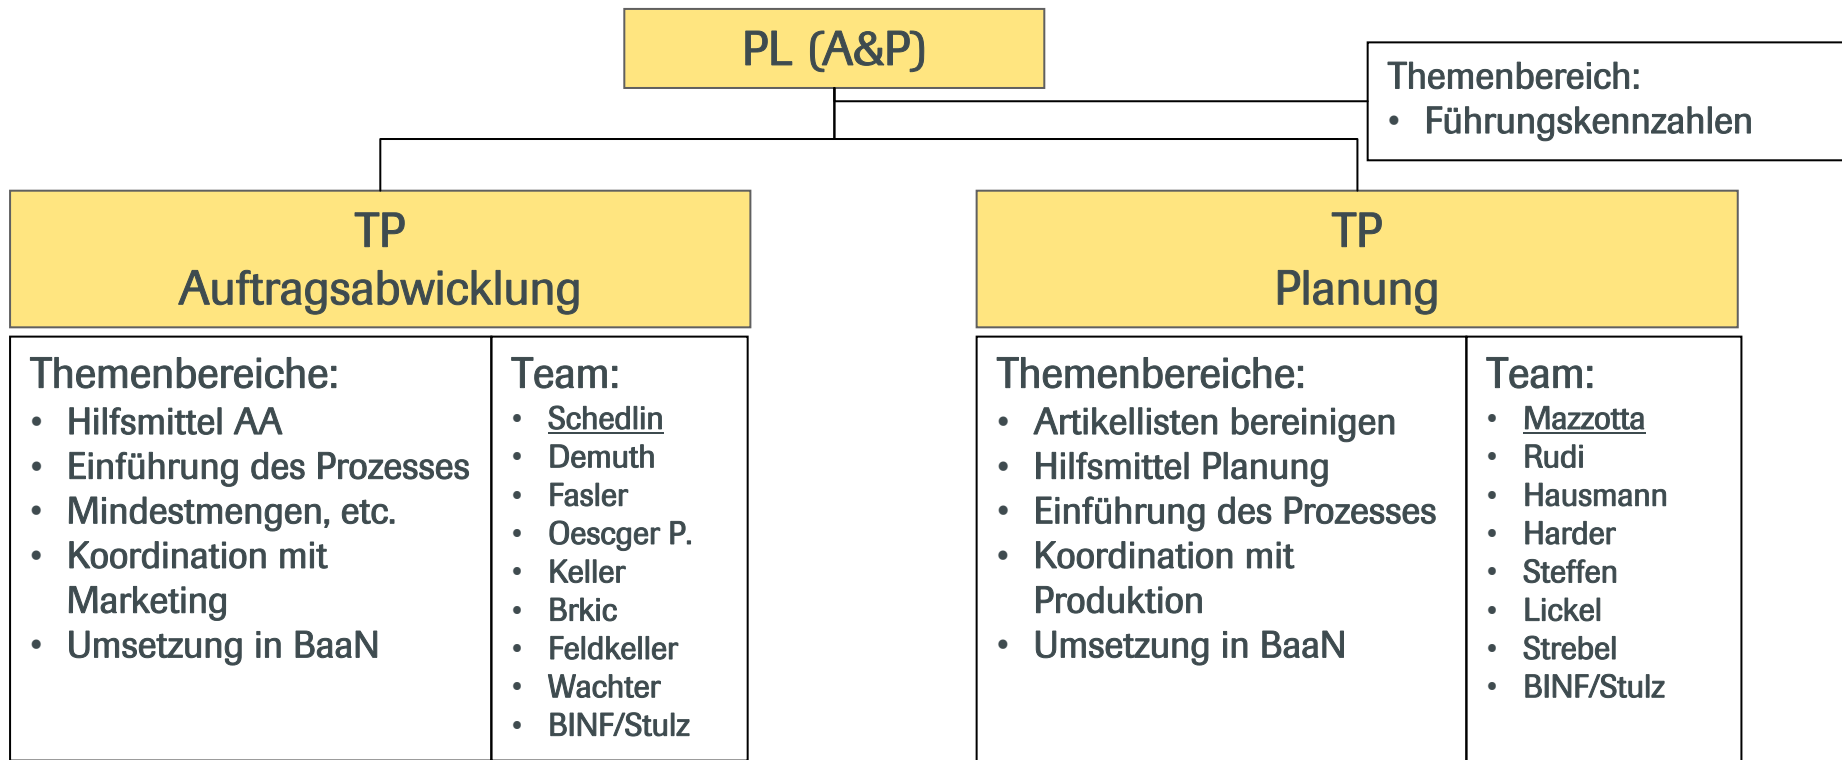 PL (A&P)
Themenbereich:
• Führungskennzahlen
TP
Auftragsabwicklung
Themenbereiche:
• Hilfsmittel AA
• Einführung des Prozesses
• Mindestmengen, etc.
• Koordination mit
Marketing
• Umsetzung in BaaN
Team:
• Schedlin
• Demuth
• Fasler
• Oescger P.
• Keller
• Brkic
• Feldkeller
• Wachter
• BINF/Stulz
TP
Planung
Themenbereiche:
• Artikellisten bereinigen
• Hilfsmittel Planung
• Einführung des Prozesses
• Koordination mit
Produktion
• Umsetzung in BaaN
Team:
• Mazzotta
• Rudi
• Hausmann
• Harder
• Steffen
• Lickel
• Strebel
• BINF/Stulz